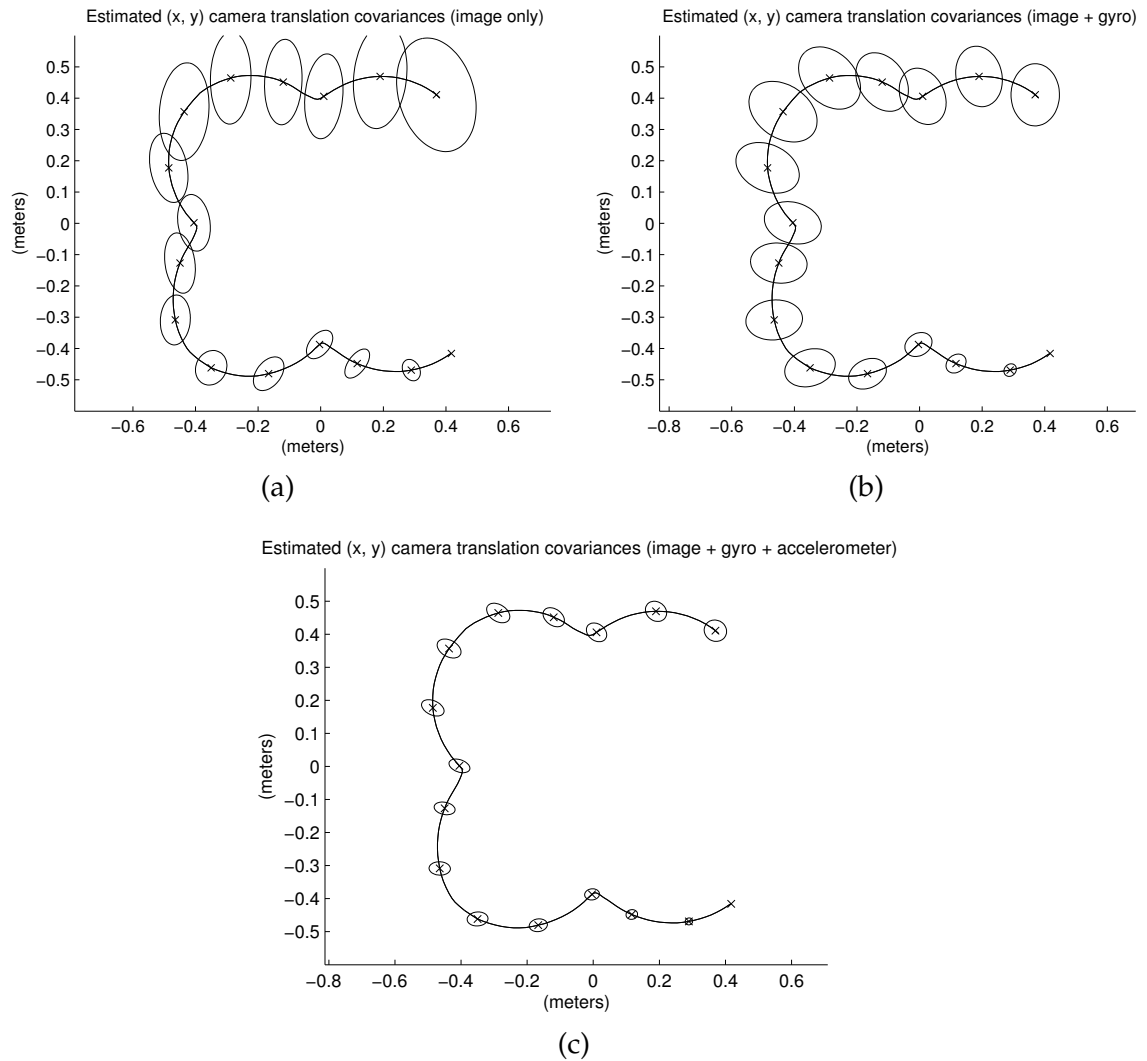 Estimated (x, y) camera translation covariances (image only)
0.5
0.4
0.3
0.2
0.1
0
−0.1
−0.2
−0.3
−0.4
−0.5
(meters)
−0.6 −0.4 −0.2 0 0.2 0.4 0.6
(meters)
(a)
Estimated (x, y) camera translation covariances (image + gyro)
0.5
0.4
0.3
0.2
0.1
0
−0.1
−0.2
−0.3
−0.4
−0.5
(meters)
−0.8 −0.6 −0.4 −0.2 0 0.2 0.4 0.6
(meters)
(b)
Estimated (x, y) camera translation covariances (image + gyro + accelerometer)
0.5
0.4
0.3
0.2
0.1
0
−0.1
−0.2
−0.3
−0.4
−0.5
(meters)
−0.8 −0.6 −0.4 −0.2 0 0.2 0.4 0.6
(meters)
(c)